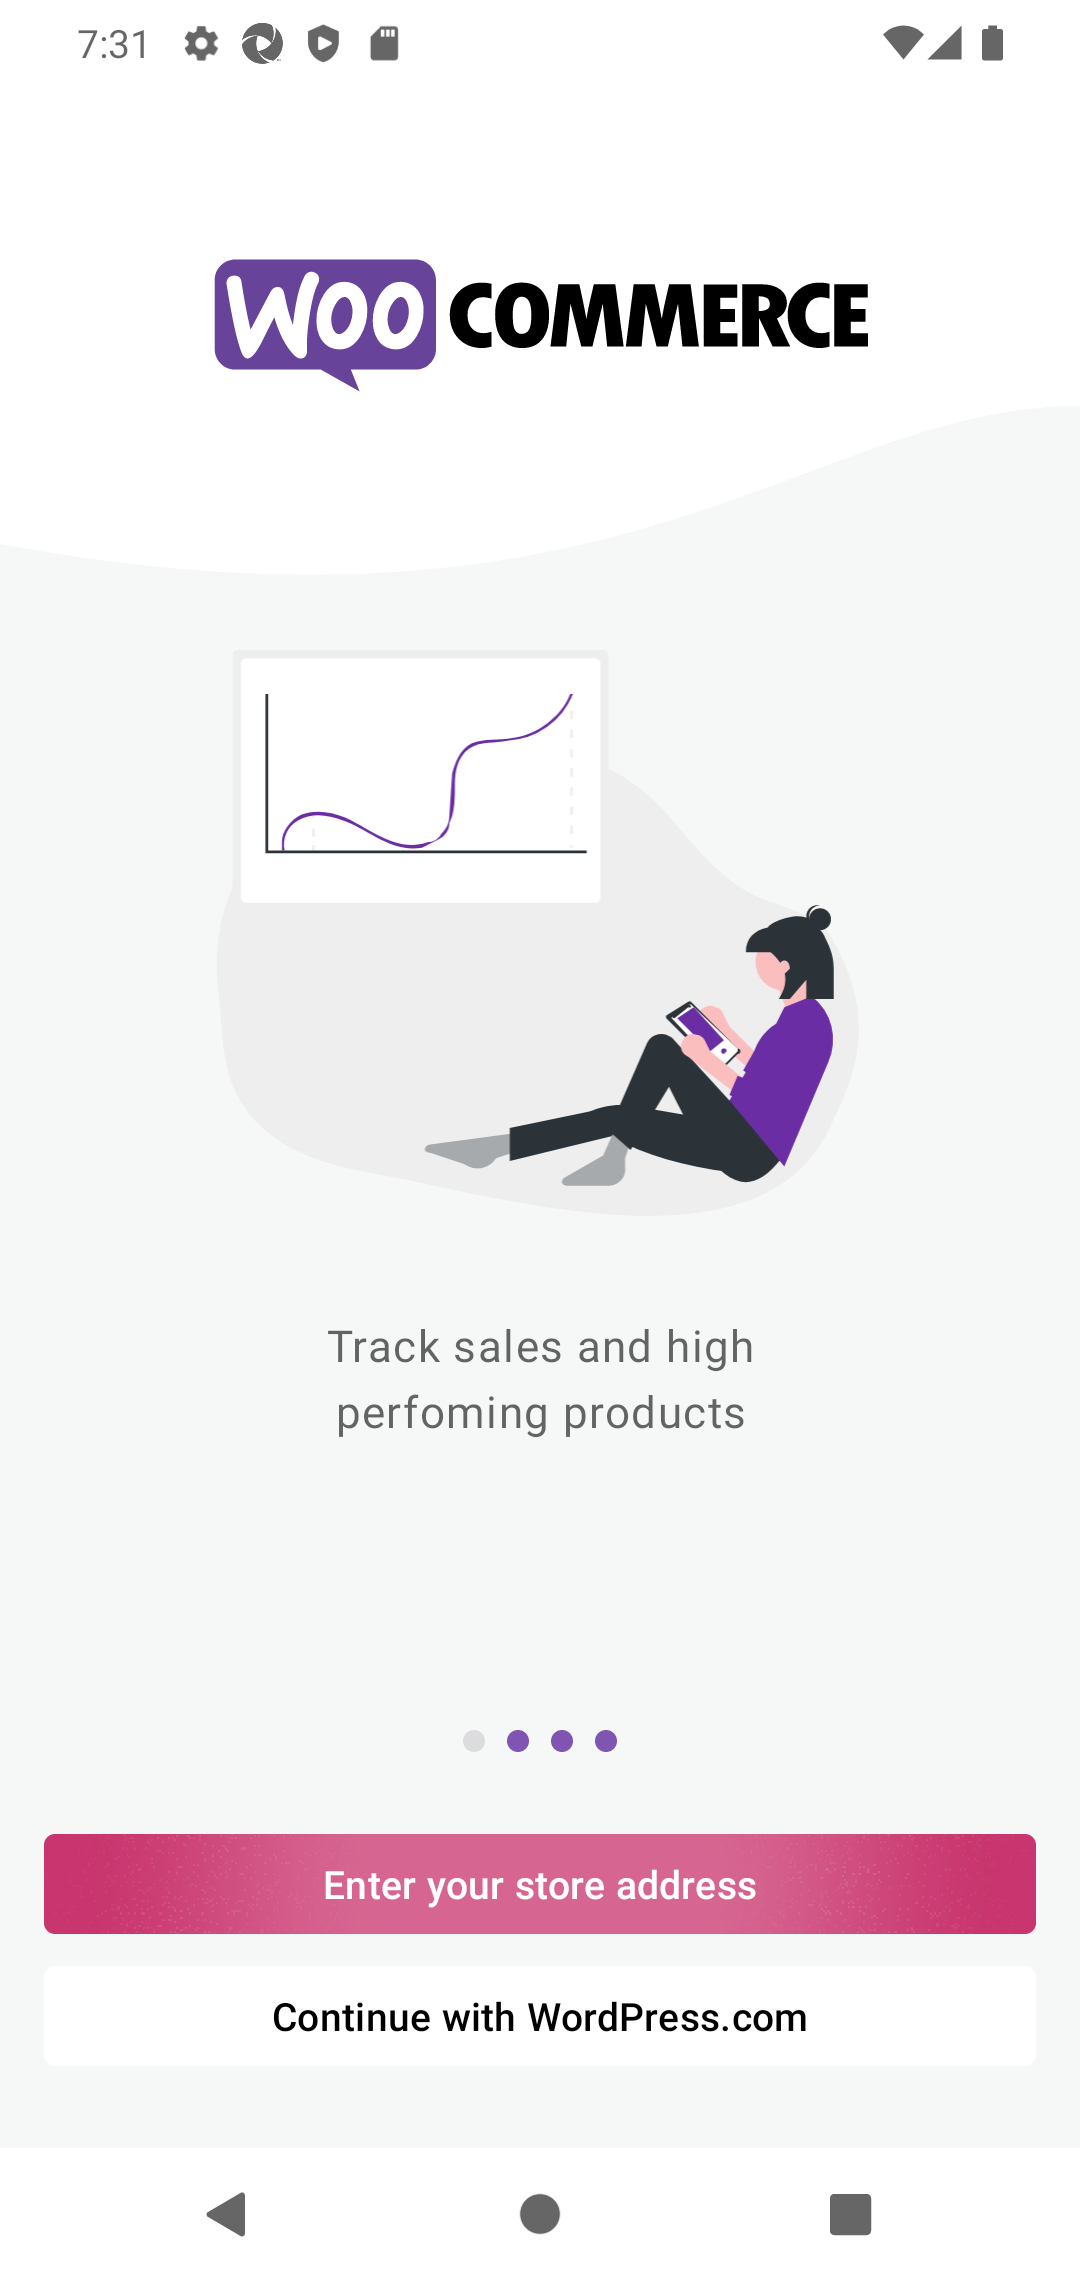 7:31
WOO COMMERCE
Track sales and high
perfoming products
Enter your store address
Continue with WordPress.com